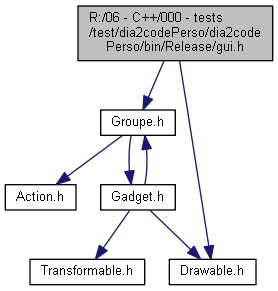 R:/06 - C++/000 - tests
/test/dia2codePerso/dia2code
Perso/bin/Release/gui.h
Groupe.h
Action.h
Gadget.h
Transformable.h
Drawable.h